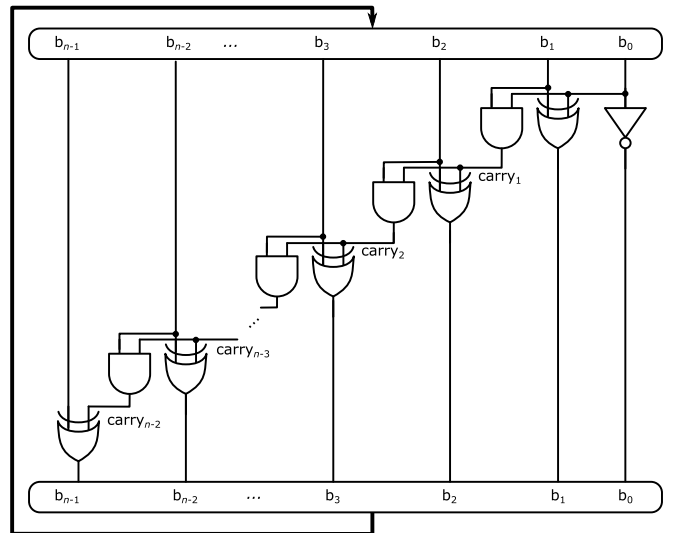 bₙ₋₁ bₙ₋₂ ... b₃ b₂ b₁ b₀
carry₁
carry₂
...
carryₙ₋₃
carryₙ₋₂
bₙ₋₁ bₙ₋₂ ... b₃ b₂ b₁ b₀